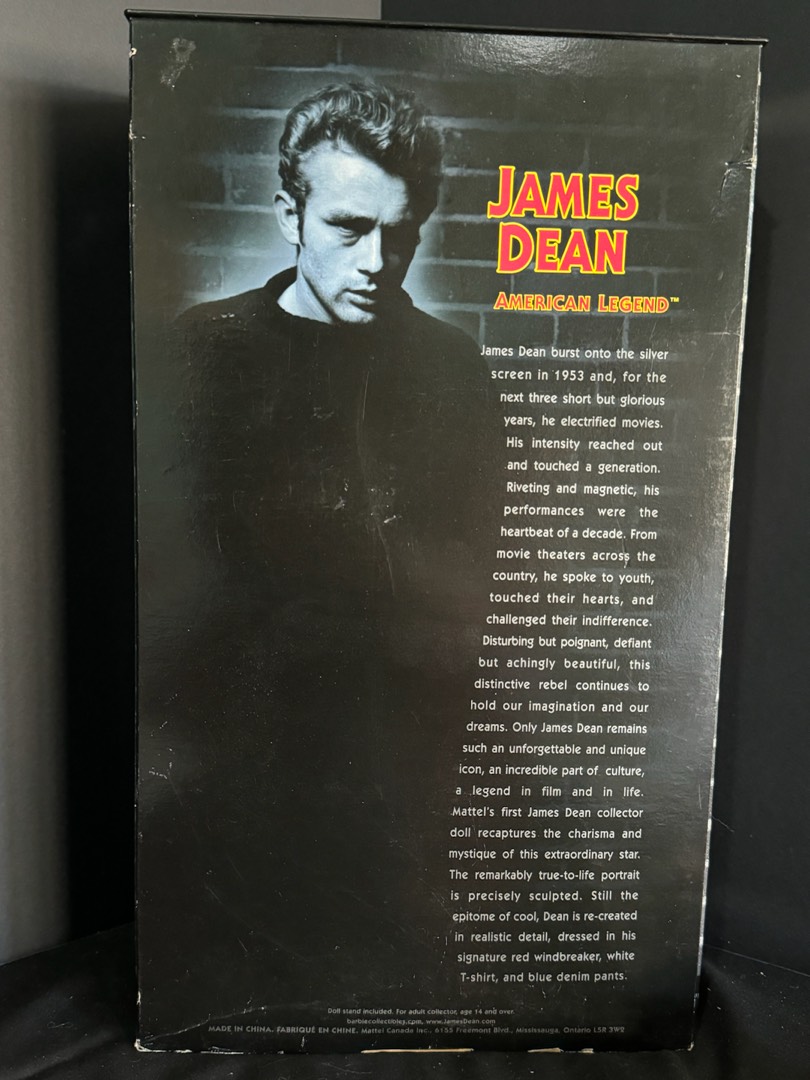 JAMES
DEAN
AMERICAN LEGEND™
James Dean burst onto the silver
screen in 1953 and, for the
next three short but glorious
years, he electrified movies.
His intensity reached out
and touched a generation.
Riveting and magnetic, his
performances were the
heartbeat of a decade. From
movie theaters across the
country, he spoke to youth,
touched their hearts, and
challenged their indifference.
Disturbing but poignant, defiant
but achingly beautiful, this
distinctive rebel continues to
hold our imagination and our
dreams. Only James Dean remains
such an unforgettable and unique
icon, an incredible part of culture,
a legend in film and in life.
Mattel's first James Dean collector
doll recaptures the charisma and
mystique of this extraordinary star.
The remarkably true-to-life portrait
is precisely sculpted. Still the
epitome of cool, Dean is re-created
in realistic detail, dressed in his
signature red windbreaker, white
T-shirt, and blue denim pants.
Doll stand included. For adult collector, age 14 and over.
barbiecollectibles.com, www.JamesDean.com
MADE IN CHINA. FABRIQUÉ EN CHINE. Mattel Canada Inc., 6155 Freemont Blvd., Mississauga, Ontario L5R 3W2